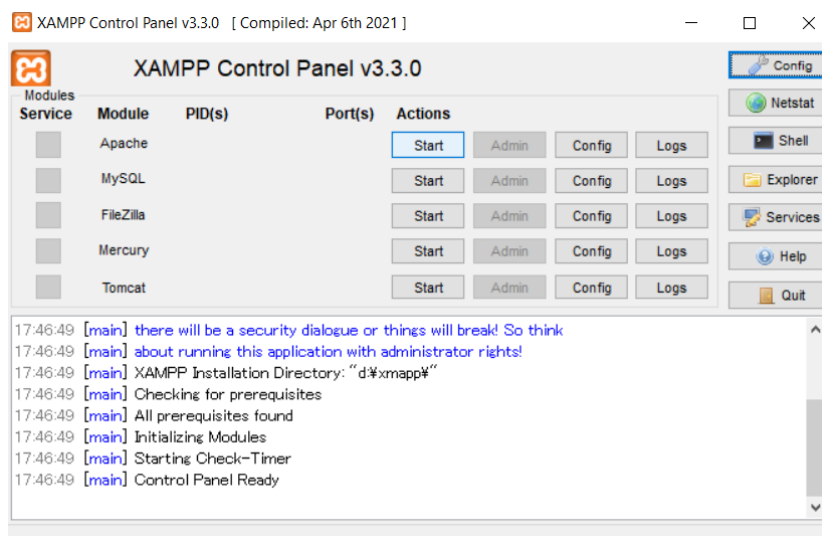 XAMPP Control Panel v3.3.0 [ Compiled: Apr 6th 2021 ]
XAMPP Control Panel v3.3.0
Config
Modules
Service Module PID(s) Port(s) Actions
Netstat
Apache Start Admin Config Logs
Shell
MySQL Start Admin Config Logs
Explorer
FileZilla Start Admin Config Logs
Services
Mercury Start Admin Config Logs
Help
Tomcat Start Admin Config Logs
Quit
17:46:49 [main] there will be a security dialogue or things will break! So think
17:46:49 [main] about running this application with administrator rights!
17:46:49 [main] XAMPP Installation Directory: "d:¥xmapp¥"
17:46:49 [main] Checking for prerequisites
17:46:49 [main] All prerequisites found
17:46:49 [main] Initializing Modules
17:46:49 [main] Starting Check-Timer
17:46:49 [main] Control Panel Ready